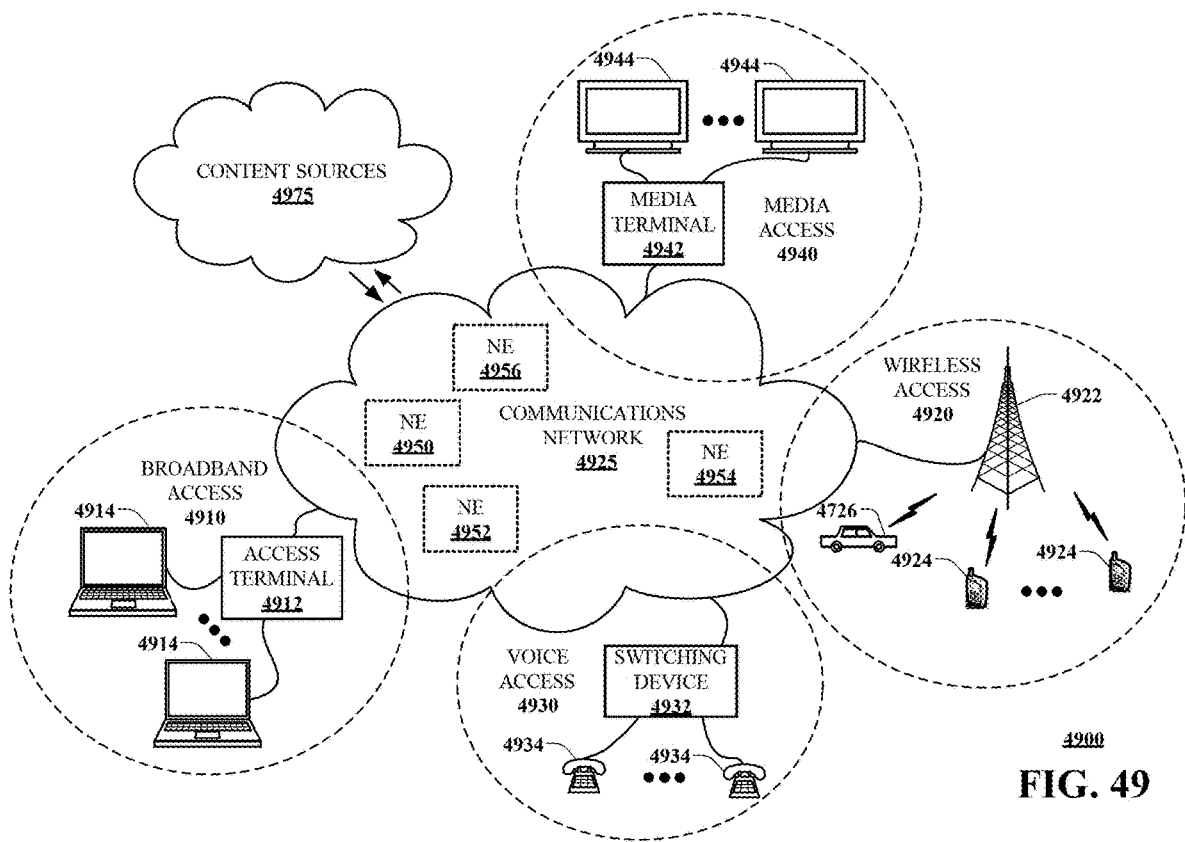 4944
4944
CONTENT SOURCES
4975
MEDIA
TERMINAL
4942
MEDIA
ACCESS
4940
NE
4956
WIRELESS
ACCESS
4920
4922
COMMUNICATIONS
NETWORK
4925
NE
4950
NE
4954
BROADBAND
ACCESS
4910
NE
4952
4914
4726
ACCESS
TERMINAL
4912
4924
4924
4914
VOICE
ACCESS
4930
SWITCHING
DEVICE
4932
4934
4934
4900
FIG. 49